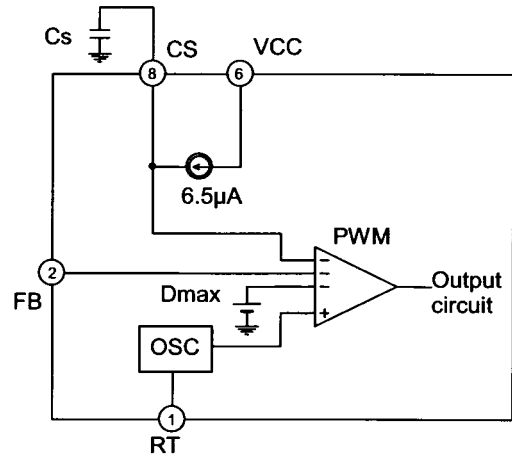 Cs
CS
VCC
8
6
6.5µA
PWM
2
FB
Dmax
Output
circuit
OSC
1
RT